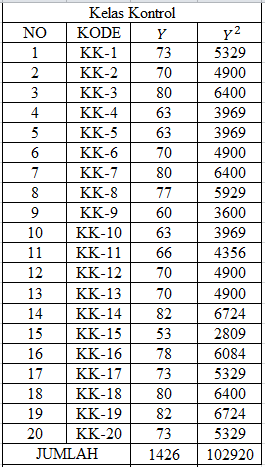 Kelas Kontrol
NO KODE Y Y²
1 KK-1 73 5329
2 KK-2 70 4900
3 KK-3 80 6400
4 KK-4 63 3969
5 KK-5 63 3969
6 KK-6 70 4900
7 KK-7 80 6400
8 KK-8 77 5929
9 KK-9 60 3600
10 KK-10 63 3969
11 KK-11 66 4356
12 KK-12 70 4900
13 KK-13 70 4900
14 KK-14 82 6724
15 KK-15 53 2809
16 KK-16 78 6084
17 KK-17 73 5329
18 KK-18 80 6400
19 KK-19 82 6724
20 KK-20 73 5329
JUMLAH 1426 102920